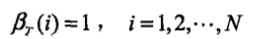 β_T(i) = 1 ,   i = 1,2,⋯,N